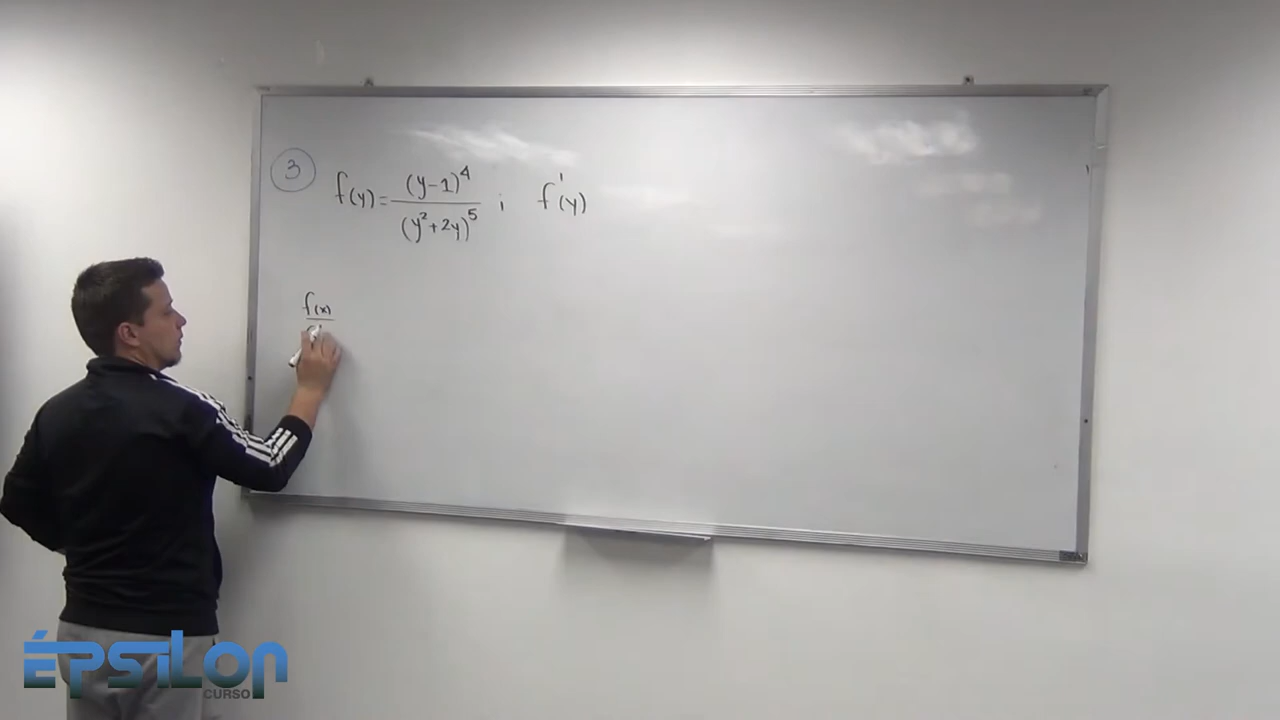 3 f(y) = (y-1)^4 / (y^2+2y)^5 ; f'(y)
f(x)
ÉPSILON
CURSO